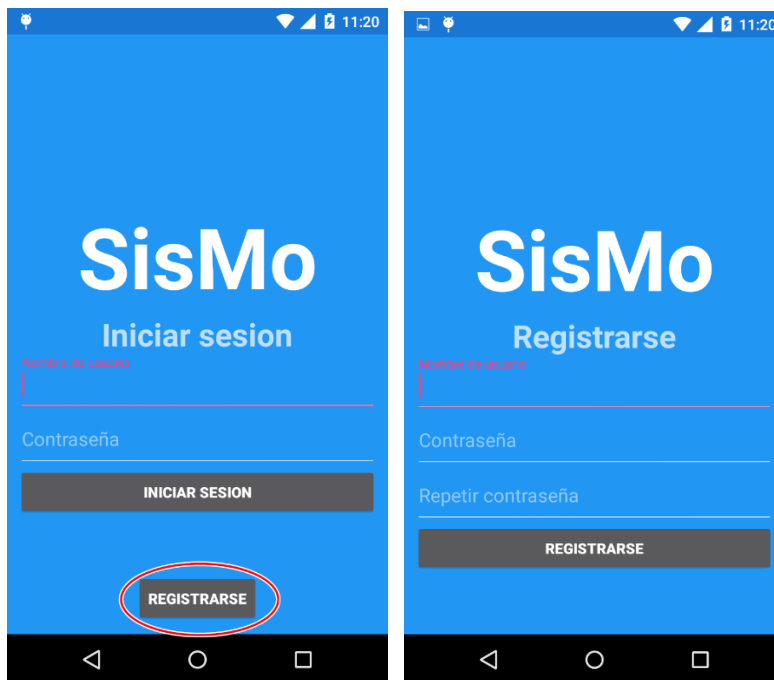 11:20
SisMo
Iniciar sesion
Nombre de usuario
Contraseña
INICIAR SESION
REGISTRARSE
11:20
SisMo
Registrarse
Nombre de usuario
Contraseña
Repetir contraseña
REGISTRARSE